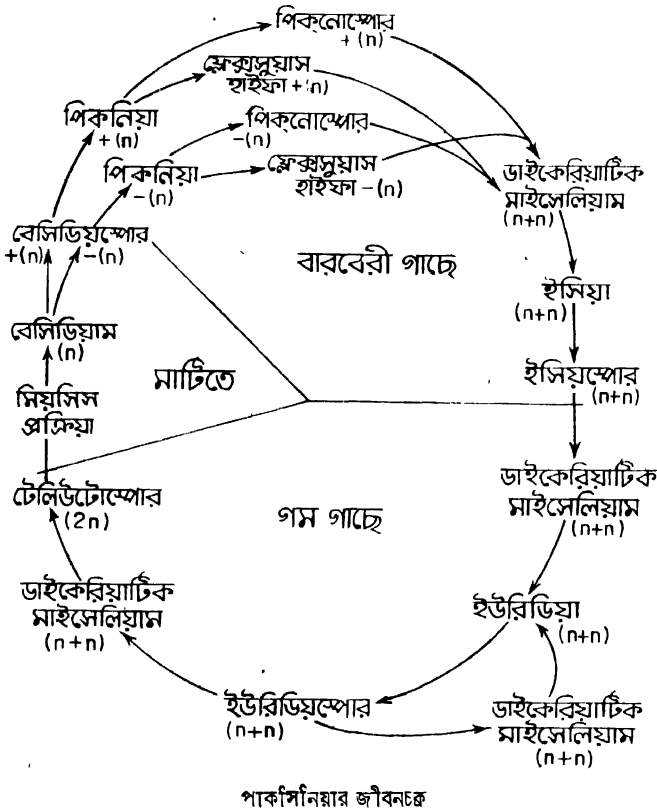 পিক্‌নোস্পোর
+ (n)
ফ্লেক্সুয়াস
হাইফা + (n)
পিকনিয়া
+(n)
পিক্‌নোস্পোর
-(n)
পিকনিয়া
-(n)
ফ্লেক্সুয়াস
হাইফা -(n)
ডাইকেরিয়াটিক
মাইসেলিয়াম
(n+n)
বেসিডিয়স্পোর
+(n) -(n)
বারবেরী গাছে
ইসিয়া
(n+n)
বেসিডিয়াম
(n)
মাটিতে
ইসিয়স্পোর
(n+n)
মিয়সিস
প্রক্রিয়া
টেলিউটোস্পোর
(2n)
গম গাছে
ডাইকেরিয়াটিক
মাইসেলিয়াম
(n+n)
ডাইকেরিয়াটিক
মাইসেলিয়াম
(n+n)
ইউরিডিয়া
(n+n)
ইউরিডিয়স্পোর
(n+n)
ডাইকেরিয়াটিক
মাইসেলিয়াম
(n+n)
পাকসিনিয়ার জীবনচক্র